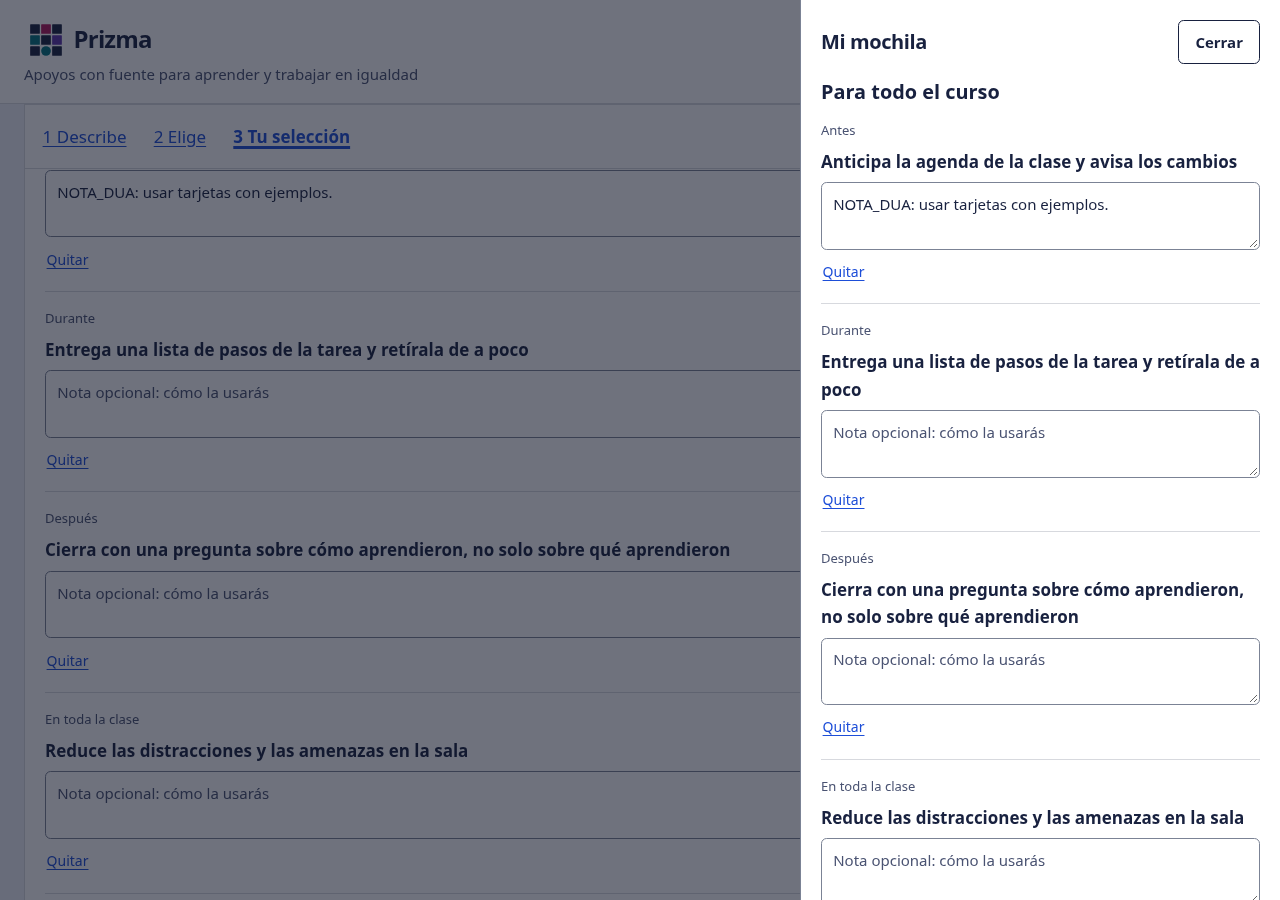 Prizma
Apoyos con fuente para aprender y trabajar en igualdad
1 Describe 2 Elige 3 Tu selección
NOTA_DUA: usar tarjetas con ejemplos.
Quitar
Durante
Entrega una lista de pasos de la tarea y retírala de a poco
Nota opcional: cómo la usarás
Quitar
Después
Cierra con una pregunta sobre cómo aprendieron, no solo sobre qué aprendieron
Nota opcional: cómo la usarás
Quitar
En toda la clase
Reduce las distracciones y las amenazas en la sala
Nota opcional: cómo la usarás
Quitar
Mi mochila
Cerrar
Para todo el curso
Antes
Anticipa la agenda de la clase y avisa los cambios
NOTA_DUA: usar tarjetas con ejemplos.
Quitar
Durante
Entrega una lista de pasos de la tarea y retírala de a
poco
Nota opcional: cómo la usarás
Quitar
Después
Cierra con una pregunta sobre cómo aprendieron,
no solo sobre qué aprendieron
Nota opcional: cómo la usarás
Quitar
En toda la clase
Reduce las distracciones y las amenazas en la sala
Nota opcional: cómo la usarás